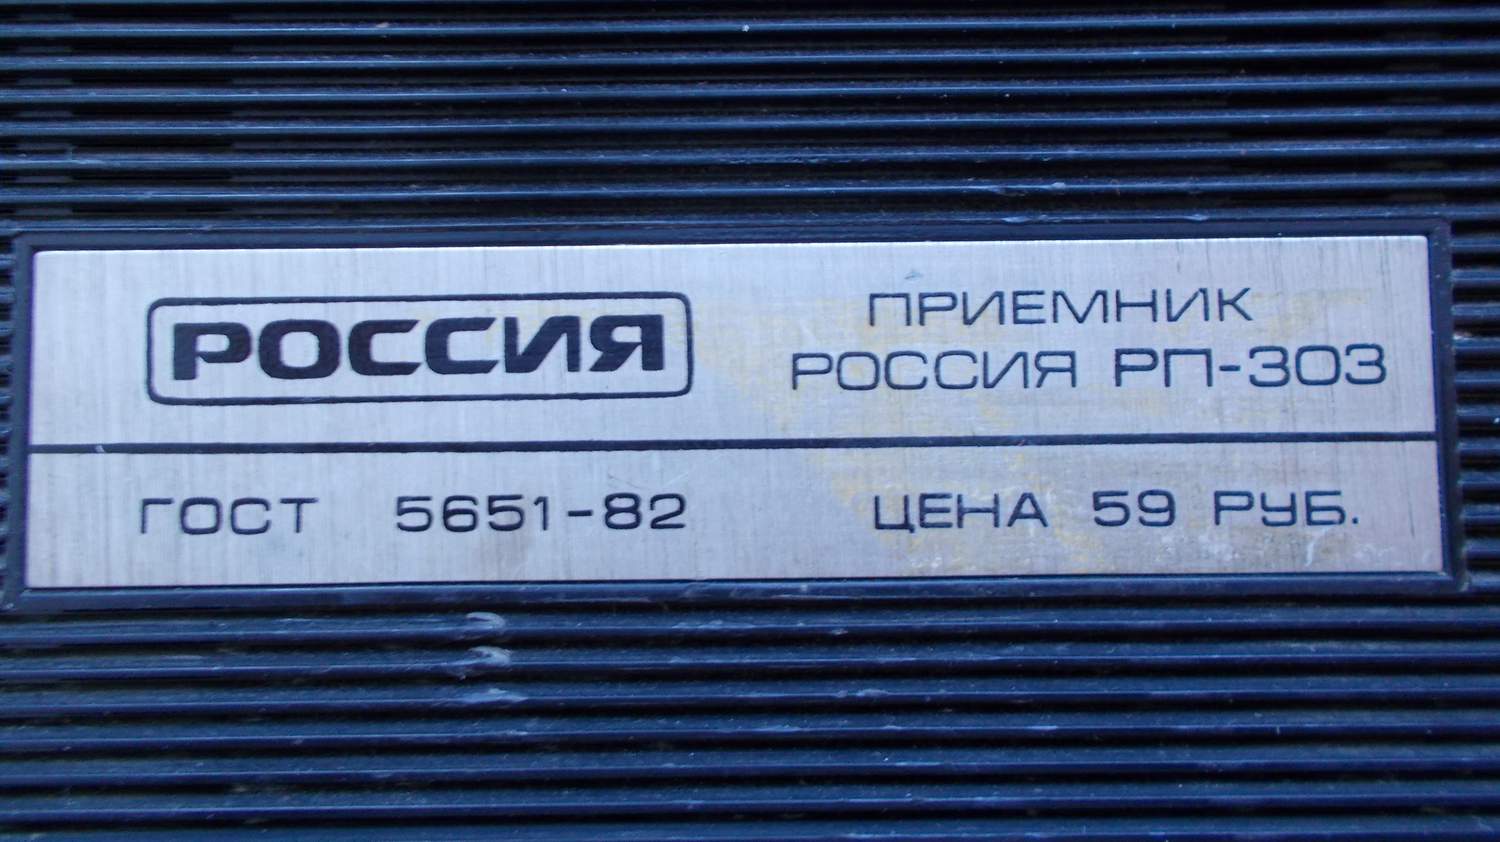 РОССИЯ
ПРИЕМНИК
РОССИЯ РП-303
ГОСТ 5651-82
ЦЕНА 59 РУБ.